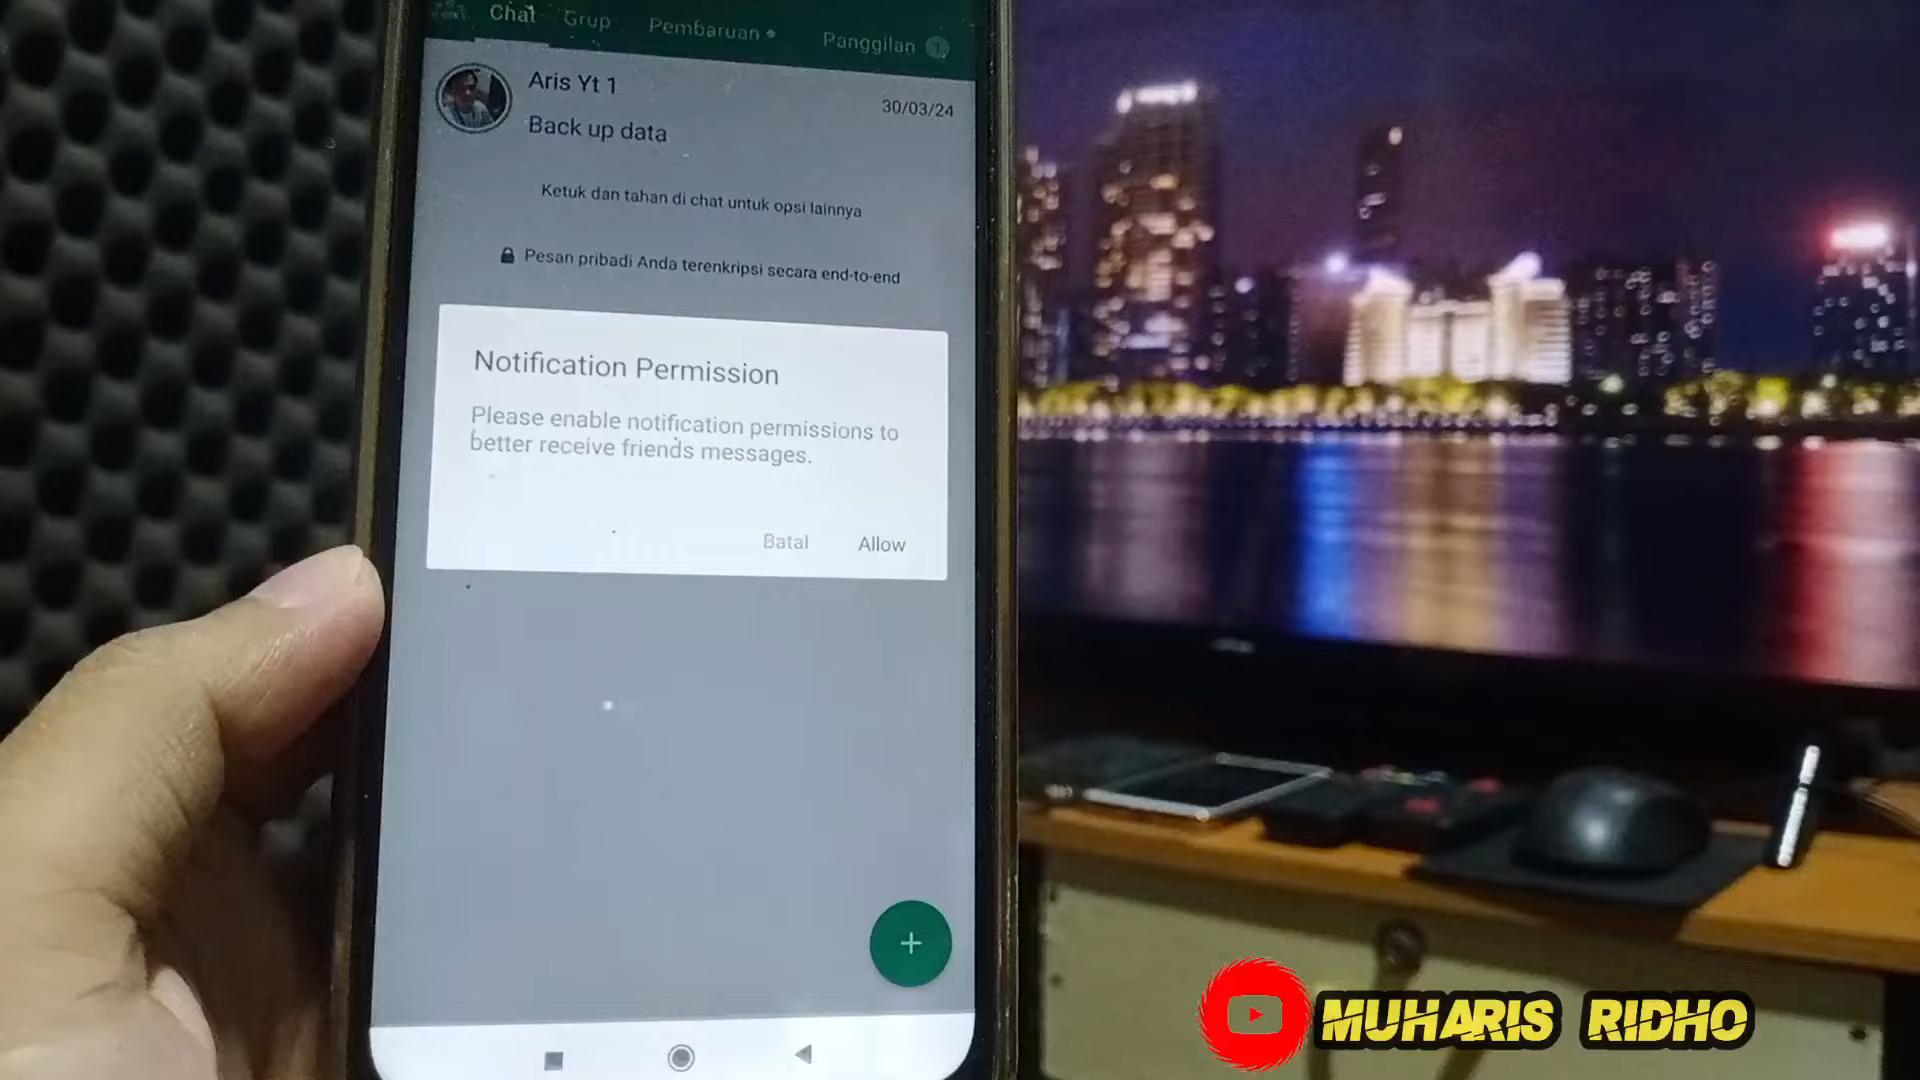 Chat Grup Pembaruan Panggilan
Aris Yt 1
30/03/24
Back up data
Ketuk dan tahan di chat untuk opsi lainnya
Pesan pribadi Anda terenkripsi secara end-to-end
Notification Permission
Please enable notification permissions to
better receive friends messages.
Batal Allow
MUHARIS RIDHO